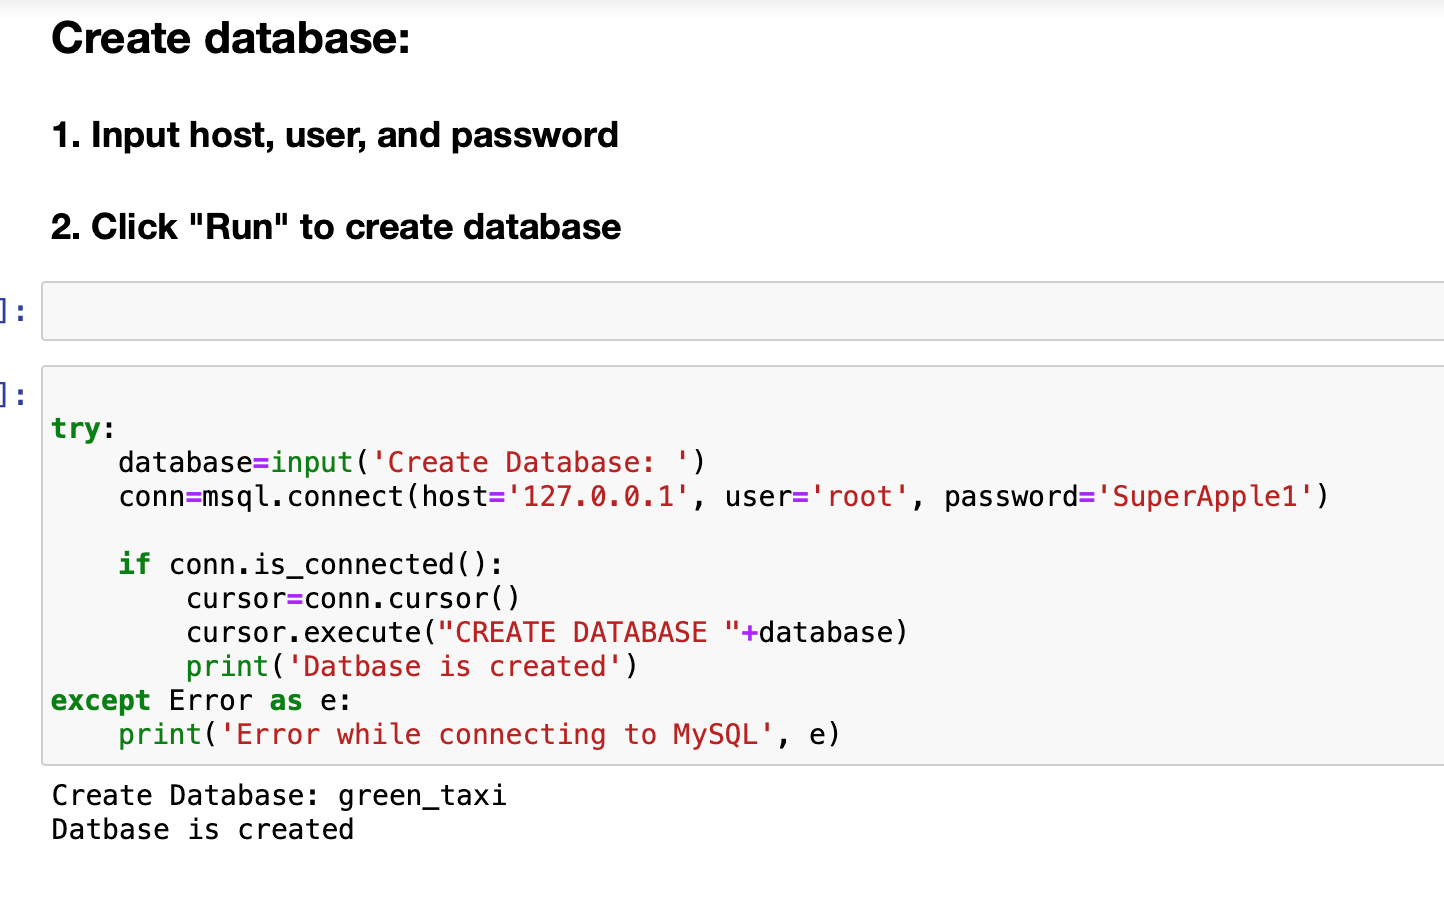 Create database:
1. Input host, user, and password
2. Click "Run" to create database
]:
]:
try:
    database=input('Create Database: ')
    conn=msql.connect(host='127.0.0.1', user='root', password='SuperApple1')
    if conn.is_connected():
        cursor=conn.cursor()
        cursor.execute("CREATE DATABASE "+database)
        print('Datbase is created')
except Error as e:
    print('Error while connecting to MySQL', e)
Create Database: green_taxi
Datbase is created